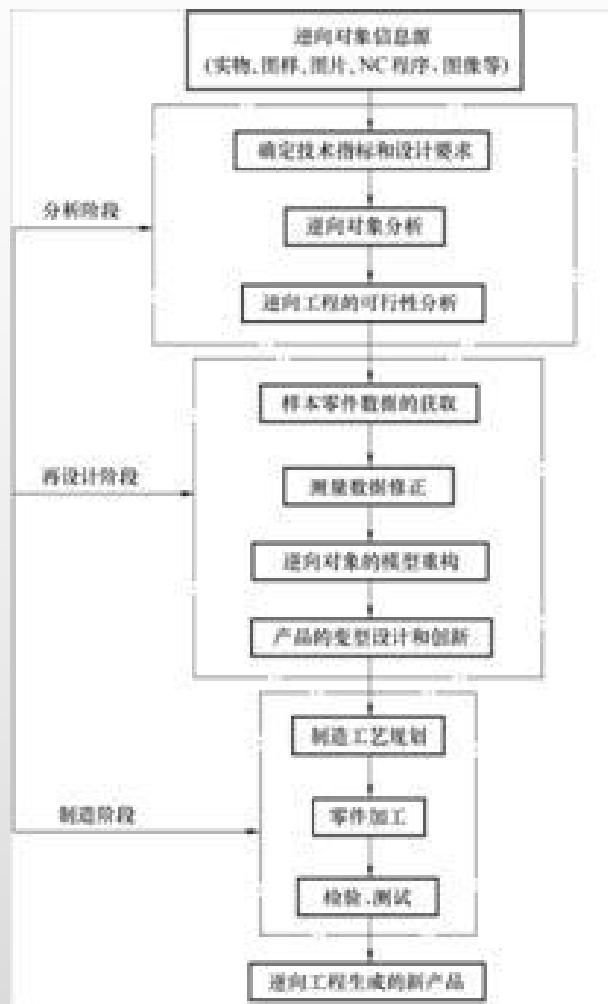 逆向对象信息源
(实物、图样、图片、NC程序、图像等)
确定技术指标和设计要求
分析阶段
逆向对象分析
逆向工程的可行性分析
样本零件数据的获取
再设计阶段
测量数据修正
逆向对象的模型重构
产品的变型设计和创新
制造工艺规划
制造阶段
零件加工
检验、测试
逆向工程生成的新产品